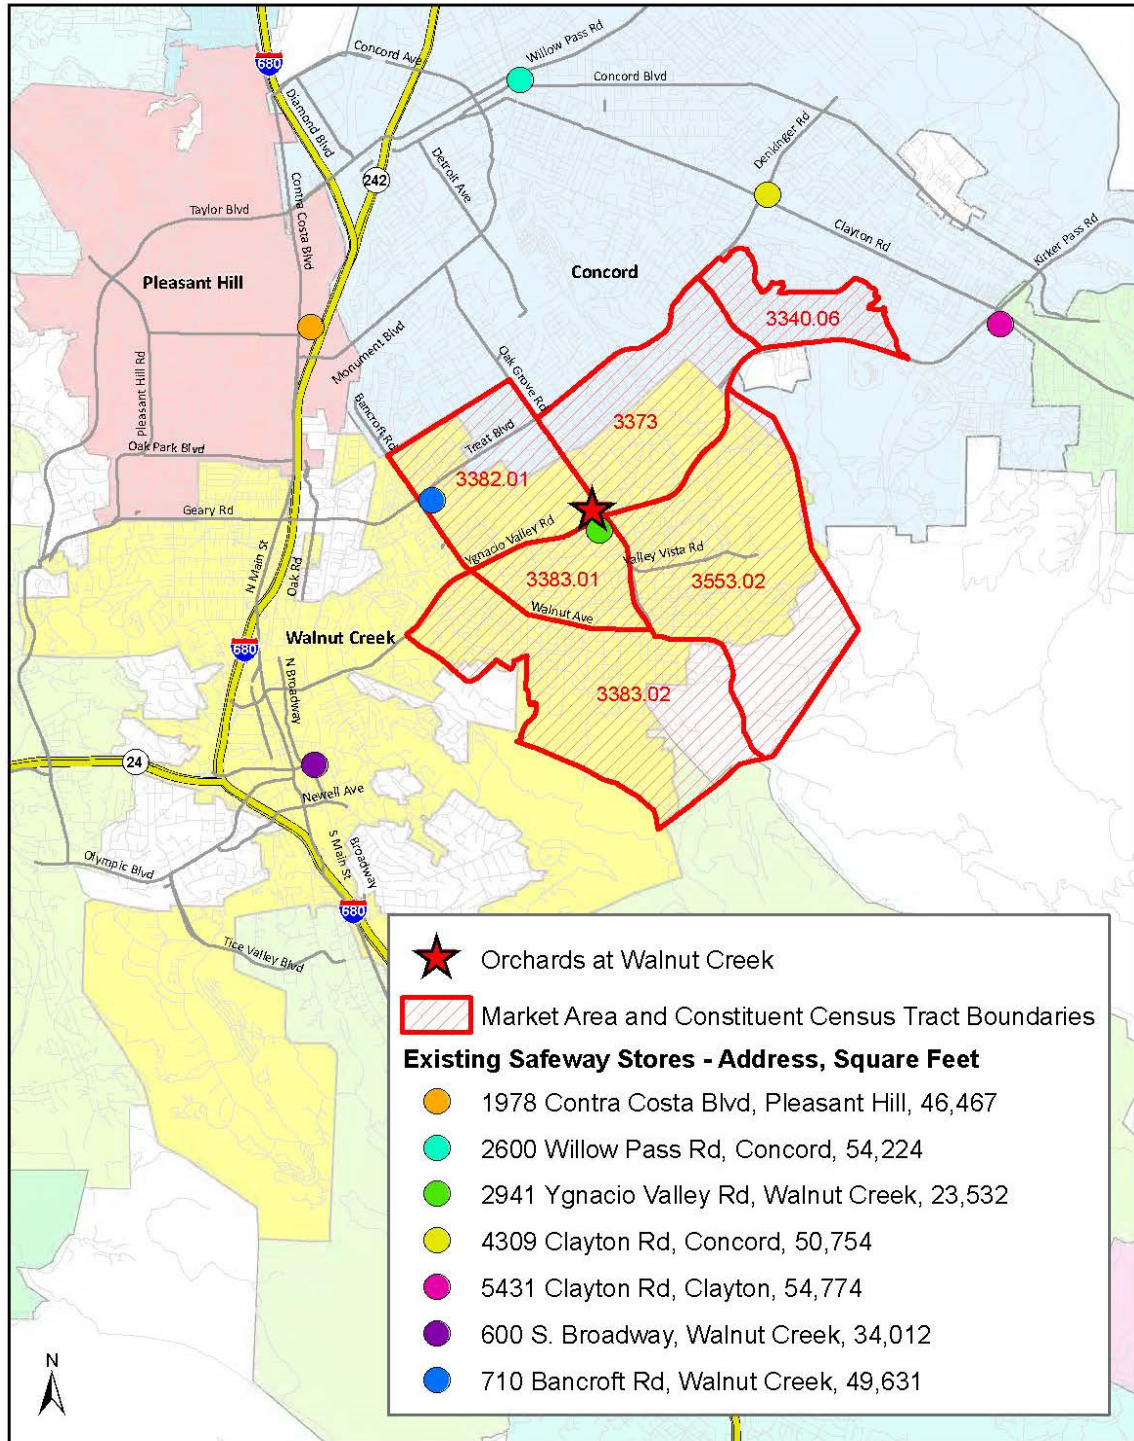 Willow Pass Rd
Concord Ave
680
Concord Blvd
Diamond Blvd
Denkinger Rd
Detroit Ave
242
Contra Costa Blvd
Taylor Blvd
Clayton Rd
Kirker Pass Rd
Pleasant Hill
Concord
3340.06
Monument Blvd
Pleasant Hill Rd
Oak Grove Rd
Bancroft Rd
3373
Treat Blvd
Oak Park Blvd
3382.01
Geary Rd
Ygnacio Valley Rd
N Main St
Oak Rd
Valley Vista Rd
3383.01
3553.02
Walnut Ave
Walnut Creek
680
N Broadway
3383.02
24
Newell Ave
S Main St
Broadway
Olympic Blvd
680
Tice Valley Blvd
Orchards at Walnut Creek
Market Area and Constituent Census Tract Boundaries
Existing Safeway Stores - Address, Square Feet
1978 Contra Costa Blvd, Pleasant Hill, 46,467
2600 Willow Pass Rd, Concord, 54,224
2941 Ygnacio Valley Rd, Walnut Creek, 23,532
4309 Clayton Rd, Concord, 50,754
5431 Clayton Rd, Clayton, 54,774
600 S. Broadway, Walnut Creek, 34,012
710 Bancroft Rd, Walnut Creek, 49,631
N